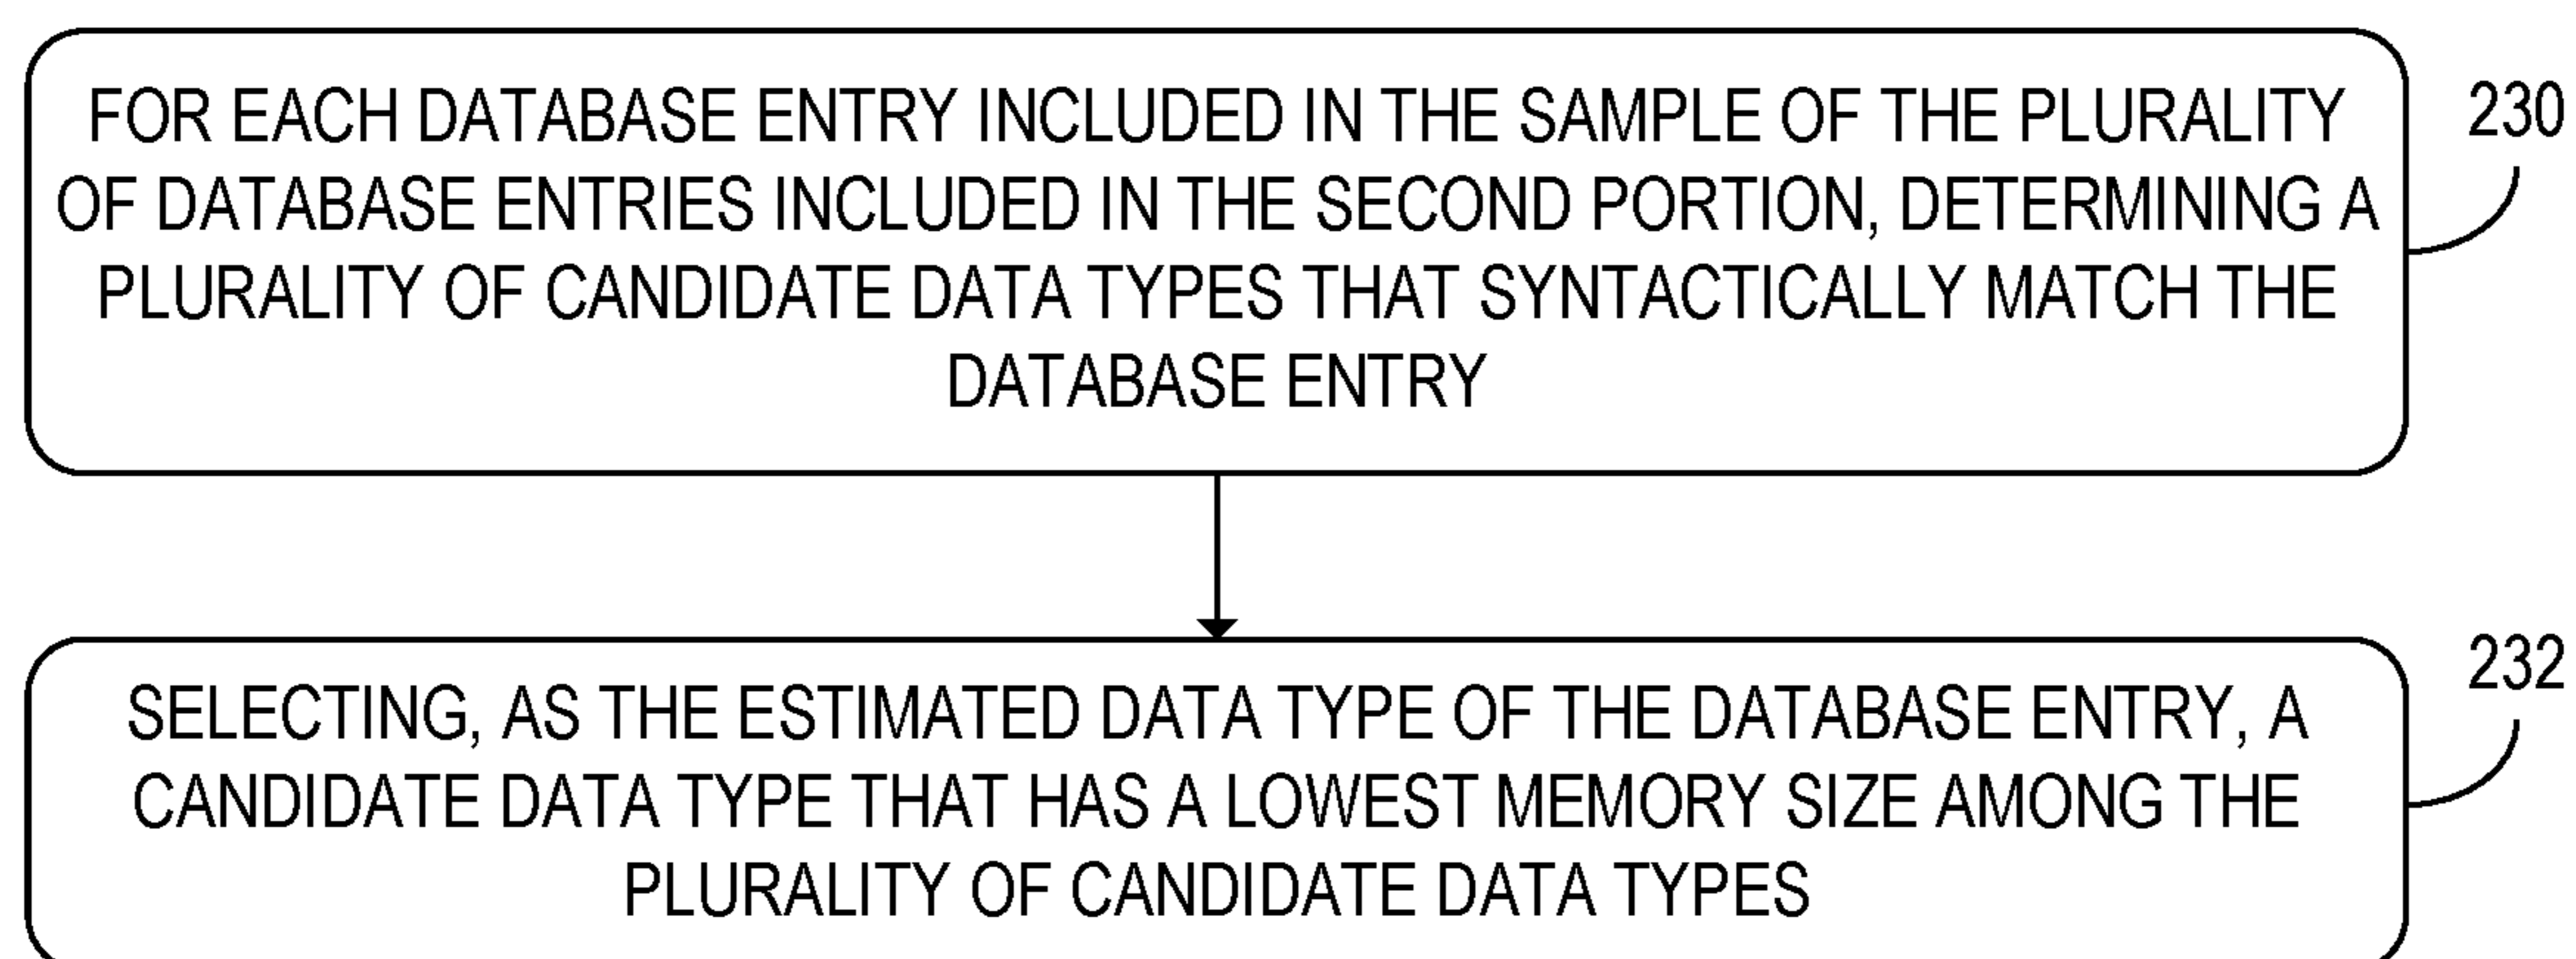 FOR EACH DATABASE ENTRY INCLUDED IN THE SAMPLE OF THE PLURALITY
OF DATABASE ENTRIES INCLUDED IN THE SECOND PORTION, DETERMINING A
PLURALITY OF CANDIDATE DATA TYPES THAT SYNTACTICALLY MATCH THE
DATABASE ENTRY
230
SELECTING, AS THE ESTIMATED DATA TYPE OF THE DATABASE ENTRY, A
CANDIDATE DATA TYPE THAT HAS A LOWEST MEMORY SIZE AMONG THE
PLURALITY OF CANDIDATE DATA TYPES
232